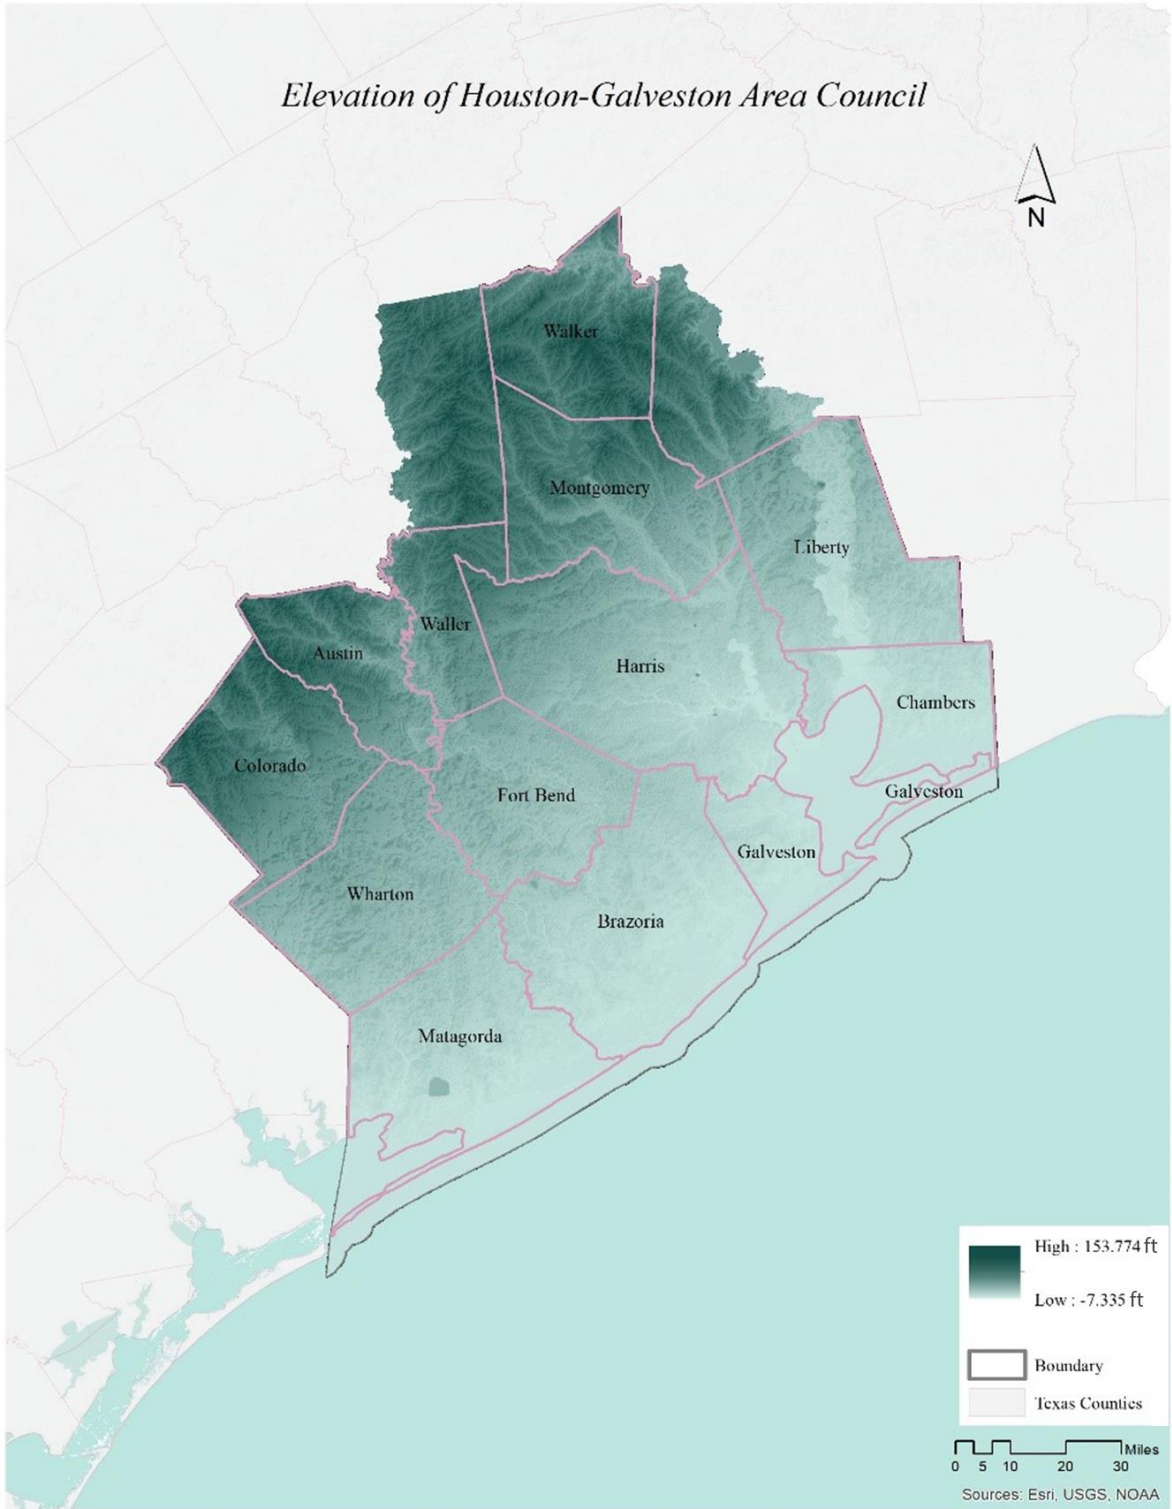 Elevation of Houston-Galveston Area Council
N
Walker
Montgomery
Liberty
Waller
Austin
Harris
Chambers
Colorado
Fort Bend
Galveston
Galveston
Wharton
Brazoria
Matagorda
High : 153.774 ft
Low : -7.335 ft
Boundary
Texas Counties
Miles
0 5 10 20 30
Sources: Esri, USGS, NOAA